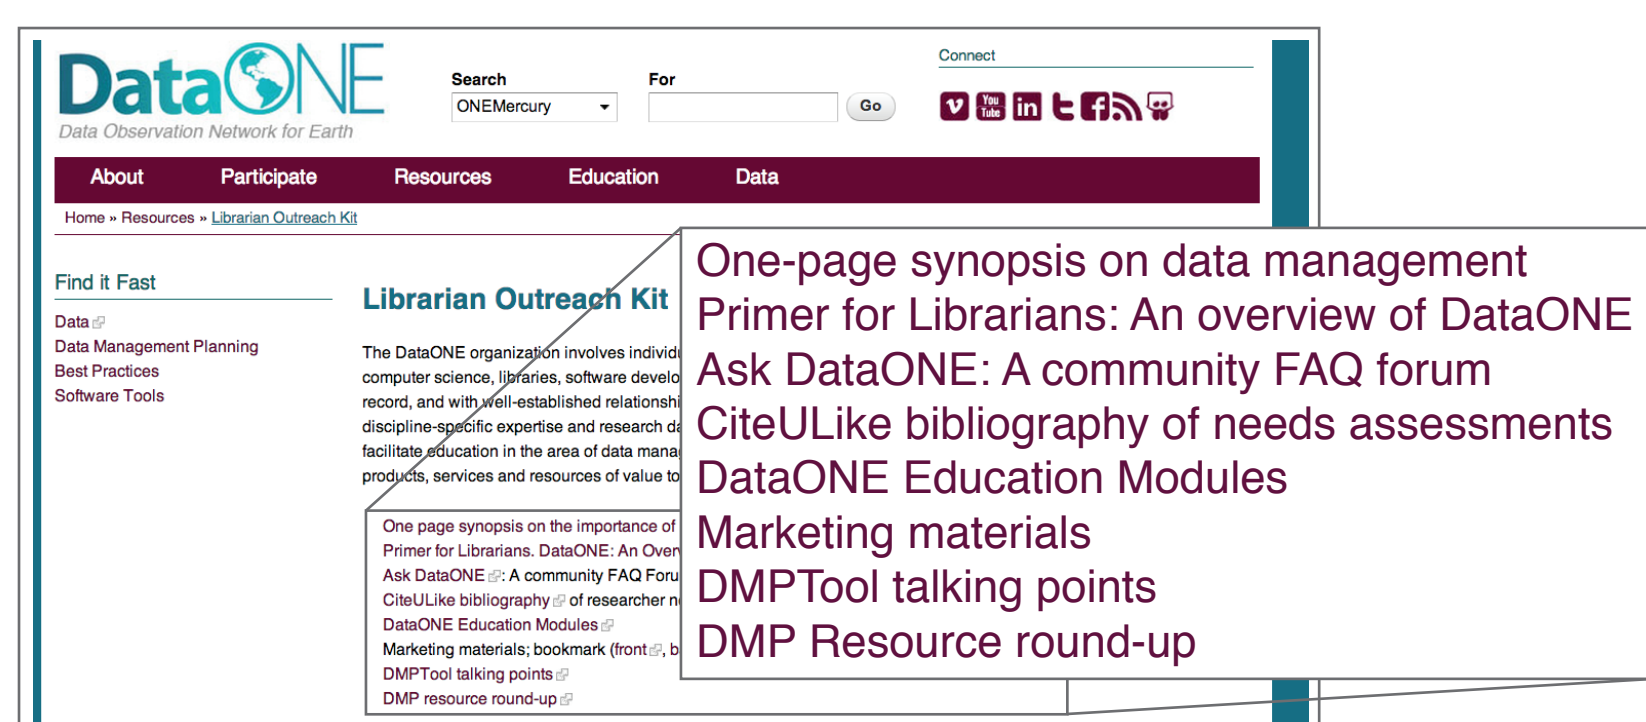 DataONE
Data Observation Network for Earth
Search
For
ONEMercury
Go
Connect
You
Tube
in
About Participate Resources Education Data
Home » Resources » Librarian Outreach Kit
Find it Fast
Data
Data Management Planning
Best Practices
Software Tools
Librarian Outreach Kit
The DataONE organization involves
computer science, libraries, software
record, and with well-established
discipline-specific expertise and research
facilitate education in the area of data
products, services and resources of value to
One page synopsis on the importance of
Primer for Librarians. DataONE: An
Ask DataONE : A community FAQ
CiteULike bibliography of researcher
DataONE Education Modules
Marketing materials; bookmark (front ,
DMPTool talking points
DMP resource round-up
One-page synopsis on data management
Primer for Librarians: An overview of DataONE
Ask DataONE: A community FAQ forum
CiteULike bibliography of needs assessments
DataONE Education Modules
Marketing materials
DMPTool talking points
DMP Resource round-up